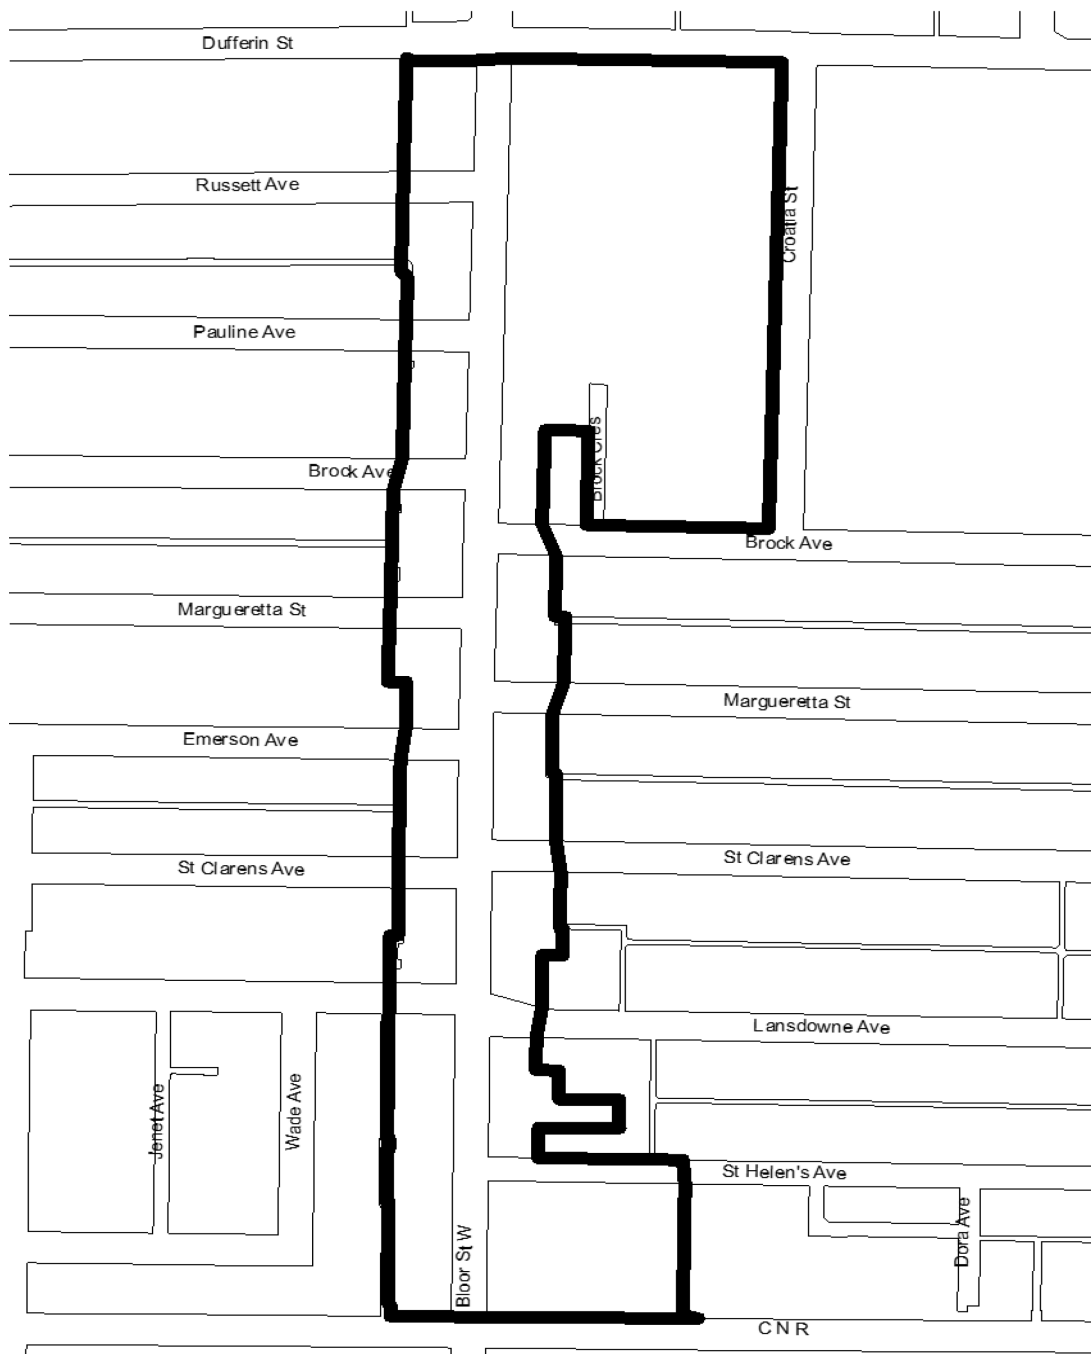 Dufferin St
Russett Ave
Croatia St
Pauline Ave
Brock Cres
Brock Ave
Brock Ave
Margueretta St
Margueretta St
Emerson Ave
St Clarens Ave
St Clarens Ave
Lansdowne Ave
Jenet Ave
Wade Ave
St Helen's Ave
Dora Ave
Bloor St W
C N R